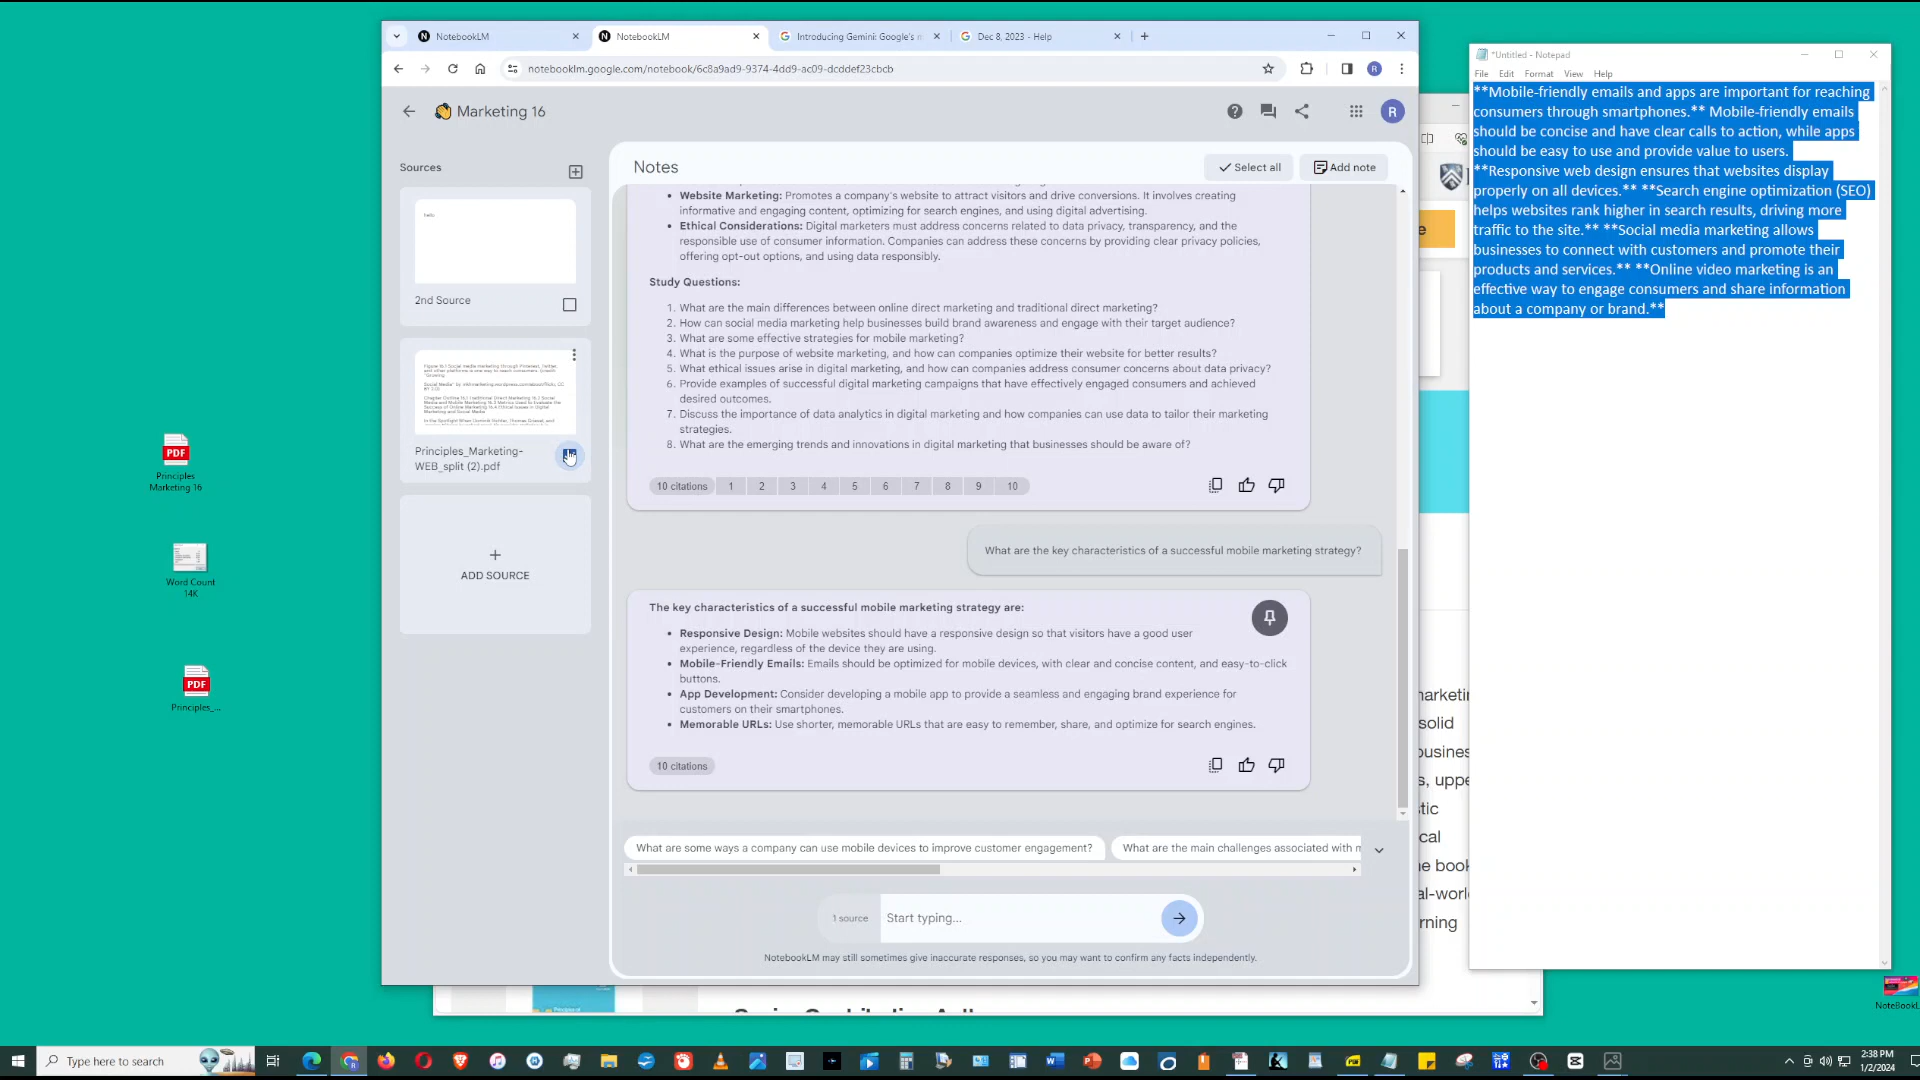 NotebookLM
NotebookLM
Introducing Gemini: Google's m
Dec 8, 2023 - Help
notebooklm.google.com/notebook/6c8a9ad9-9374-4dd9-ac09-dcddef23cbcb
R
Marketing 16
R
Sources
hello
2nd Source
Principles_Marketing-
WEB_split (2).pdf
ADD SOURCE
Notes
Select all
Add note
Website Marketing: Promotes a company's website to attract visitors and drive conversions. It involves creating
informative and engaging content, optimizing for search engines, and using digital advertising.
Ethical Considerations: Digital marketers must address concerns related to data privacy, transparency, and the
responsible use of consumer information. Companies can address these concerns by providing clear privacy policies,
offering opt-out options, and using data responsibly.
Study Questions:
1. What are the main differences between online direct marketing and traditional direct marketing?
2. How can social media marketing help businesses build brand awareness and engage with their target audience?
3. What are some effective strategies for mobile marketing?
4. What is the purpose of website marketing, and how can companies optimize their website for better results?
5. What ethical issues arise in digital marketing, and how can companies address consumer concerns about data privacy?
6. Provide examples of successful digital marketing campaigns that have effectively engaged consumers and achieved
desired outcomes.
7. Discuss the importance of data analytics in digital marketing and how companies can use data to tailor their marketing
strategies.
8. What are the emerging trends and innovations in digital marketing that businesses should be aware of?
10 citations 1 2 3 4 5 6 7 8 9 10
What are the key characteristics of a successful mobile marketing strategy?
The key characteristics of a successful mobile marketing strategy are:
Responsive Design: Mobile websites should have a responsive design so that visitors have a good user
experience, regardless of the device they are using.
Mobile-Friendly Emails: Emails should be optimized for mobile devices, with clear and concise content, and easy-to-click
buttons.
App Development: Consider developing a mobile app to provide a seamless and engaging brand experience for
customers on their smartphones.
Memorable URLs: Use shorter, memorable URLs that are easy to remember, share, and optimize for search engines.
10 citations
What are some ways a company can use mobile devices to improve customer engagement?
What are the main challenges associated with m
1 source
Start typing...
NotebookLM may still sometimes give inaccurate responses, so you may want to confirm any facts independently.
*Untitled - Notepad
File Edit Format View Help
**Mobile-friendly emails and apps are important for reaching
consumers through smartphones.** Mobile-friendly emails
should be concise and have clear calls to action, while apps
should be easy to use and provide value to users.
**Responsive web design ensures that websites display
properly on all devices.** **Search engine optimization (SEO)
helps websites rank higher in search results, driving more
traffic to the site.** **Social media marketing allows
businesses to connect with customers and promote their
products and services.** **Online video marketing is an
effective way to engage consumers and share information
about a company or brand.**
e
arketin
solid
business
s, upper
tic
cal
e book
al-worl
rning
PDF
Principles
Marketing 16
Word Count
14K
PDF
Principles_...
NoteBookL
Type here to search
2:38 PM
1/2/2024